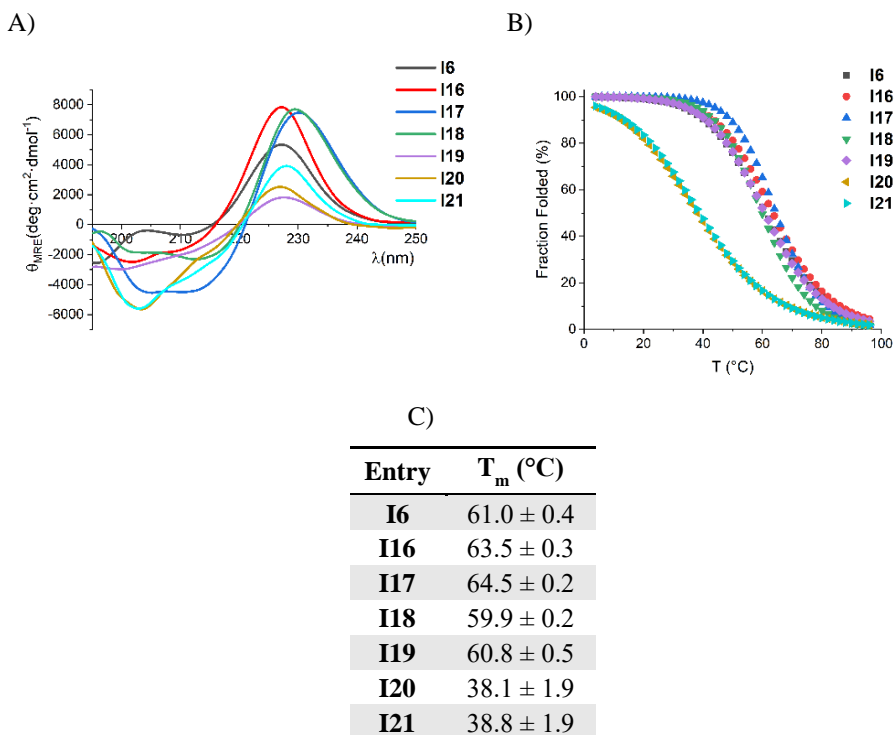 A)
B)
I6
I16
I17
I18
I19
I20
I21
8000
6000
4000
2000
0
-2000
-4000
-6000
200
210
220
230
240
250
λ(nm)
θMRE(deg·cm²·dmol⁻¹)
I6
I16
I17
I18
I19
I20
I21
100
80
60
40
20
0
0
20
40
60
80
100
Fraction Folded (%)
T (°C)
C)
Entry Tm (°C)
I6 61.0 ± 0.4
I16 63.5 ± 0.3
I17 64.5 ± 0.2
I18 59.9 ± 0.2
I19 60.8 ± 0.5
I20 38.1 ± 1.9
I21 38.8 ± 1.9